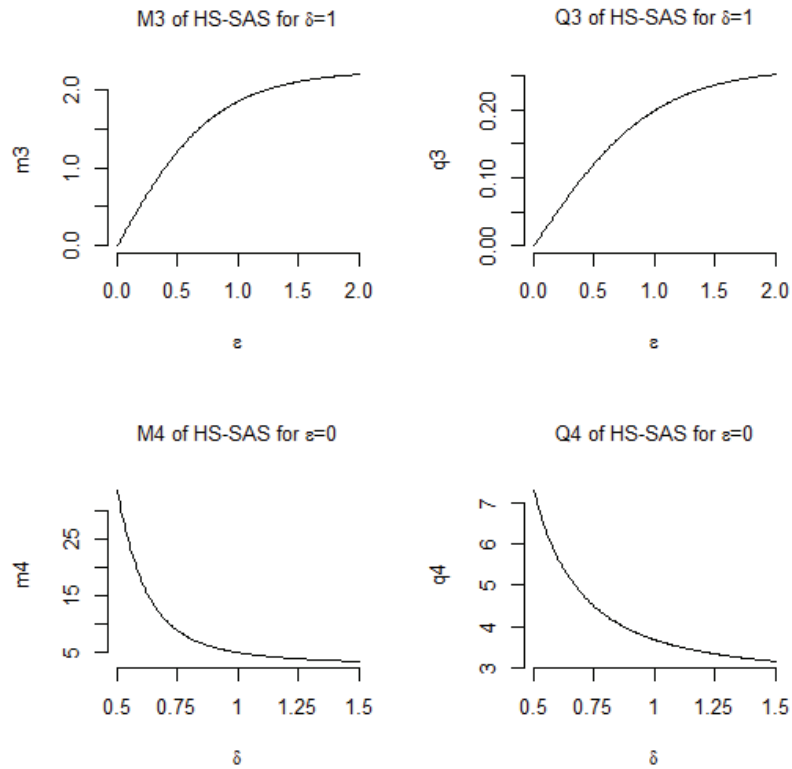 M3 of HS-SAS for δ=1
m3
0.0
1.0
2.0
0.0 0.5 1.0 1.5 2.0
ε
Q3 of HS-SAS for δ=1
q3
0.00
0.10
0.20
0.0 0.5 1.0 1.5 2.0
ε
M4 of HS-SAS for ε=0
m4
5
15
25
0.5 0.75 1 1.25 1.5
δ
Q4 of HS-SAS for ε=0
q4
3
4
5
6
7
0.5 0.75 1 1.25 1.5
δ